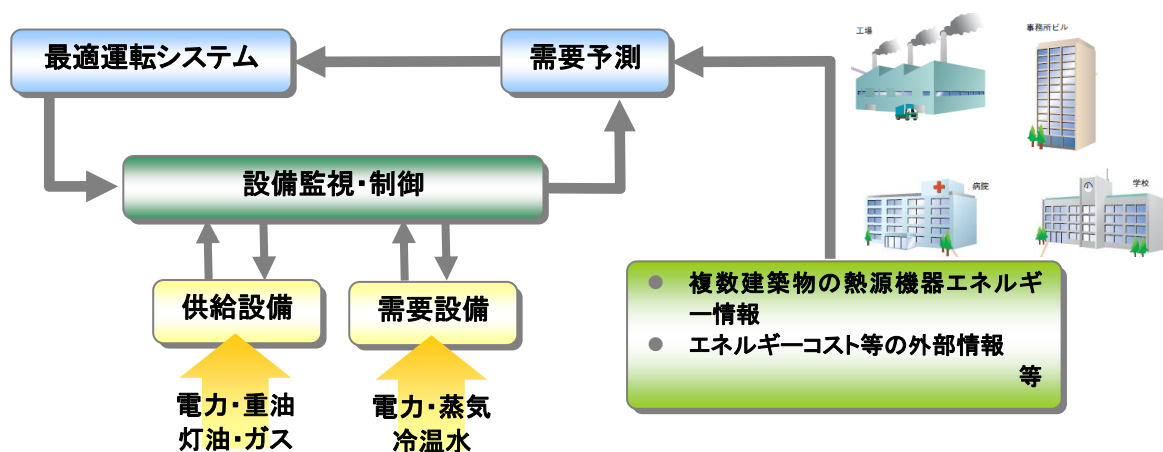 工場
事務所ビル
最適運転システム
需要予測
設備監視・制御
病院
学校
供給設備
需要設備
複数建築物の熱源機器エネルギ
ー情報
エネルギーコスト等の外部情報
等
電力・重油
灯油・ガス
電力・蒸気
冷温水